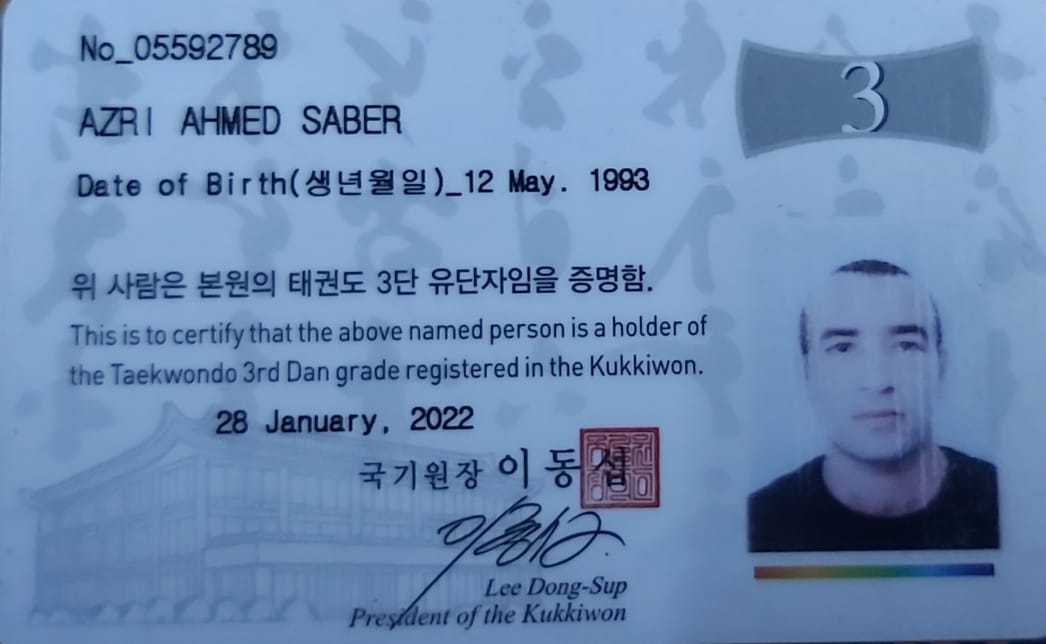 No_05592789
3
AZRI AHMED SABER
Date of Birth(생년월일)_12 May. 1993
위 사람은 본원의 태권도 3단 유단자임을 증명함.
This is to certify that the above named person is a holder of
the Taekwondo 3rd Dan grade registered in the Kukkiwon.
28 January, 2022
국기원장 이 동 섭
Lee Dong-Sup
President of the Kukkiwon